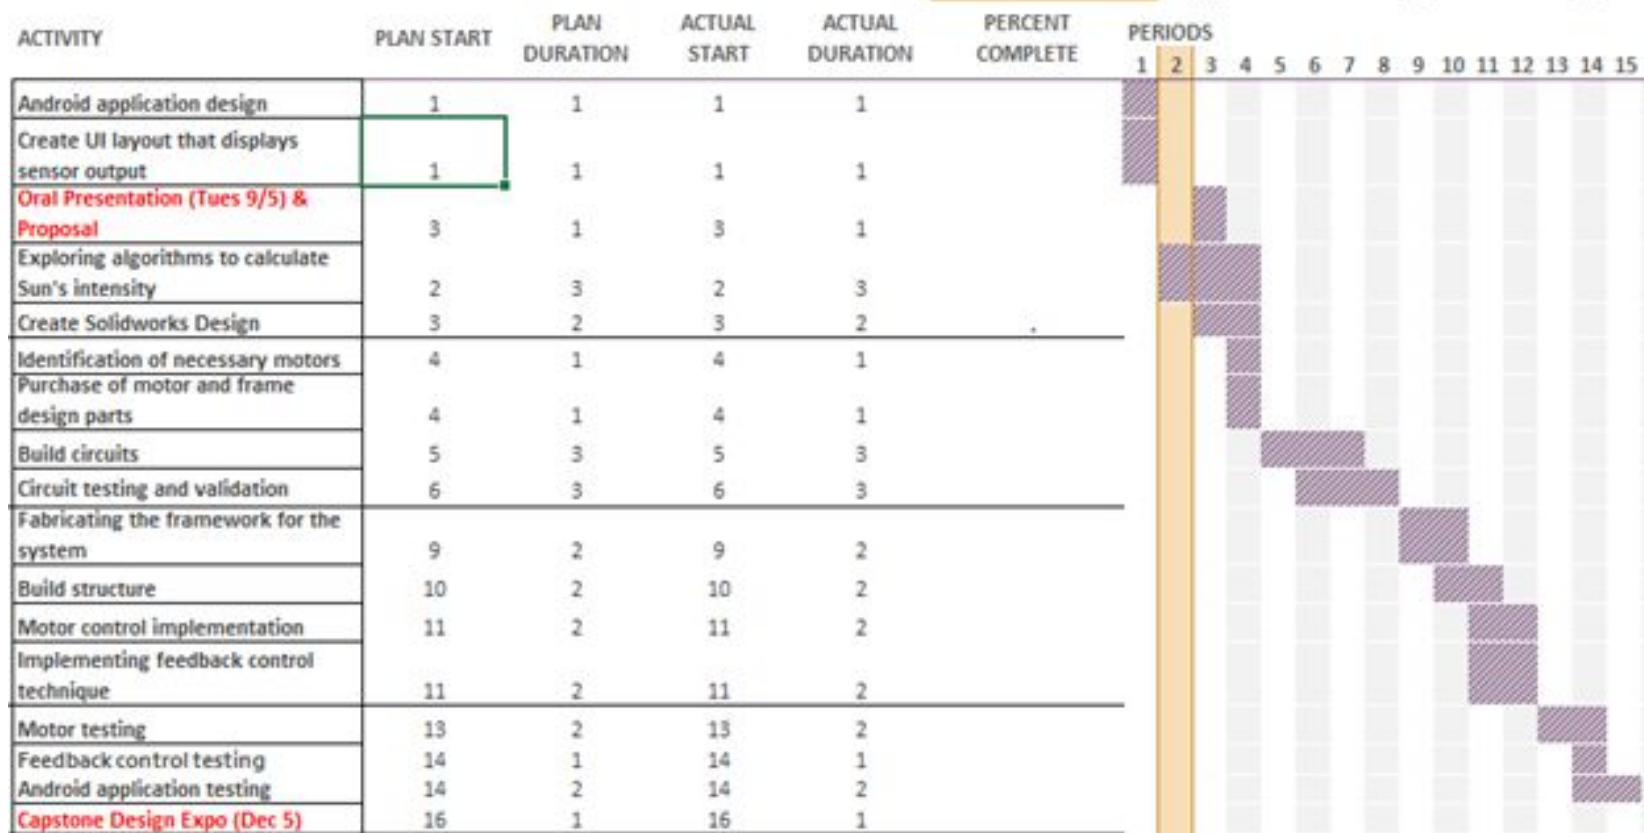 ACTIVITY PLAN START PLAN DURATION ACTUAL START ACTUAL DURATION PERCENT COMPLETE PERIODS
1 2 3 4 5 6 7 8 9 10 11 12 13 14 15
Android application design 1 1 1 1
Create UI layout that displays
sensor output 1 1 1 1
Oral Presentation (Tues 9/5) &
Proposal 3 1 3 1
Exploring algorithms to calculate
Sun's intensity 2 3 2 3
Create Solidworks Design 3 2 3 2
Identification of necessary motors 4 1 4 1
Purchase of motor and frame
design parts 4 1 4 1
Build circuits 5 3 5 3
Circuit testing and validation 6 3 6 3
Fabricating the framework for the
system 9 2 9 2
Build structure 10 2 10 2
Motor control implementation 11 2 11 2
Implementing feedback control
technique 11 2 11 2
Motor testing 13 2 13 2
Feedback control testing 14 1 14 1
Android application testing 14 2 14 2
Capstone Design Expo (Dec 5) 16 1 16 1